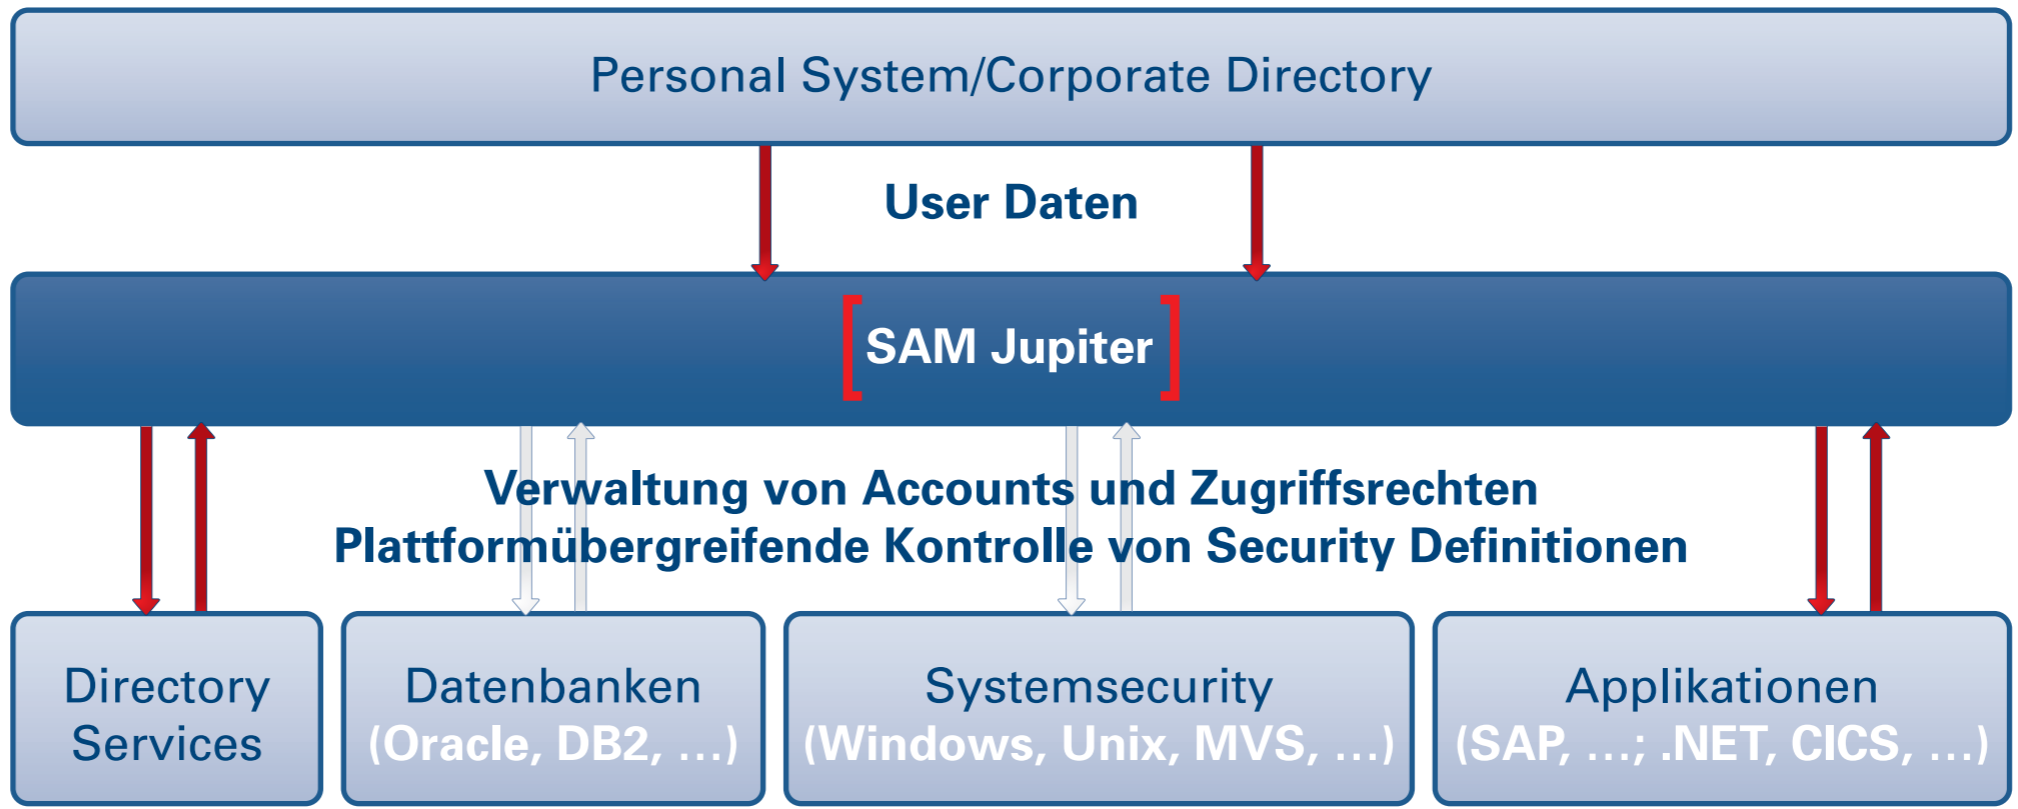 Personal System/Corporate Directory
User Daten
SAM Jupiter
Verwaltung von Accounts und Zugriffsrechten
Plattformübergreifende Kontrolle von Security Definitionen
Directory
Services
Datenbanken
(Oracle, DB2, …)
Systemsecurity
(Windows, Unix, MVS, …)
Applikationen
(SAP, …; .NET, CICS, …)